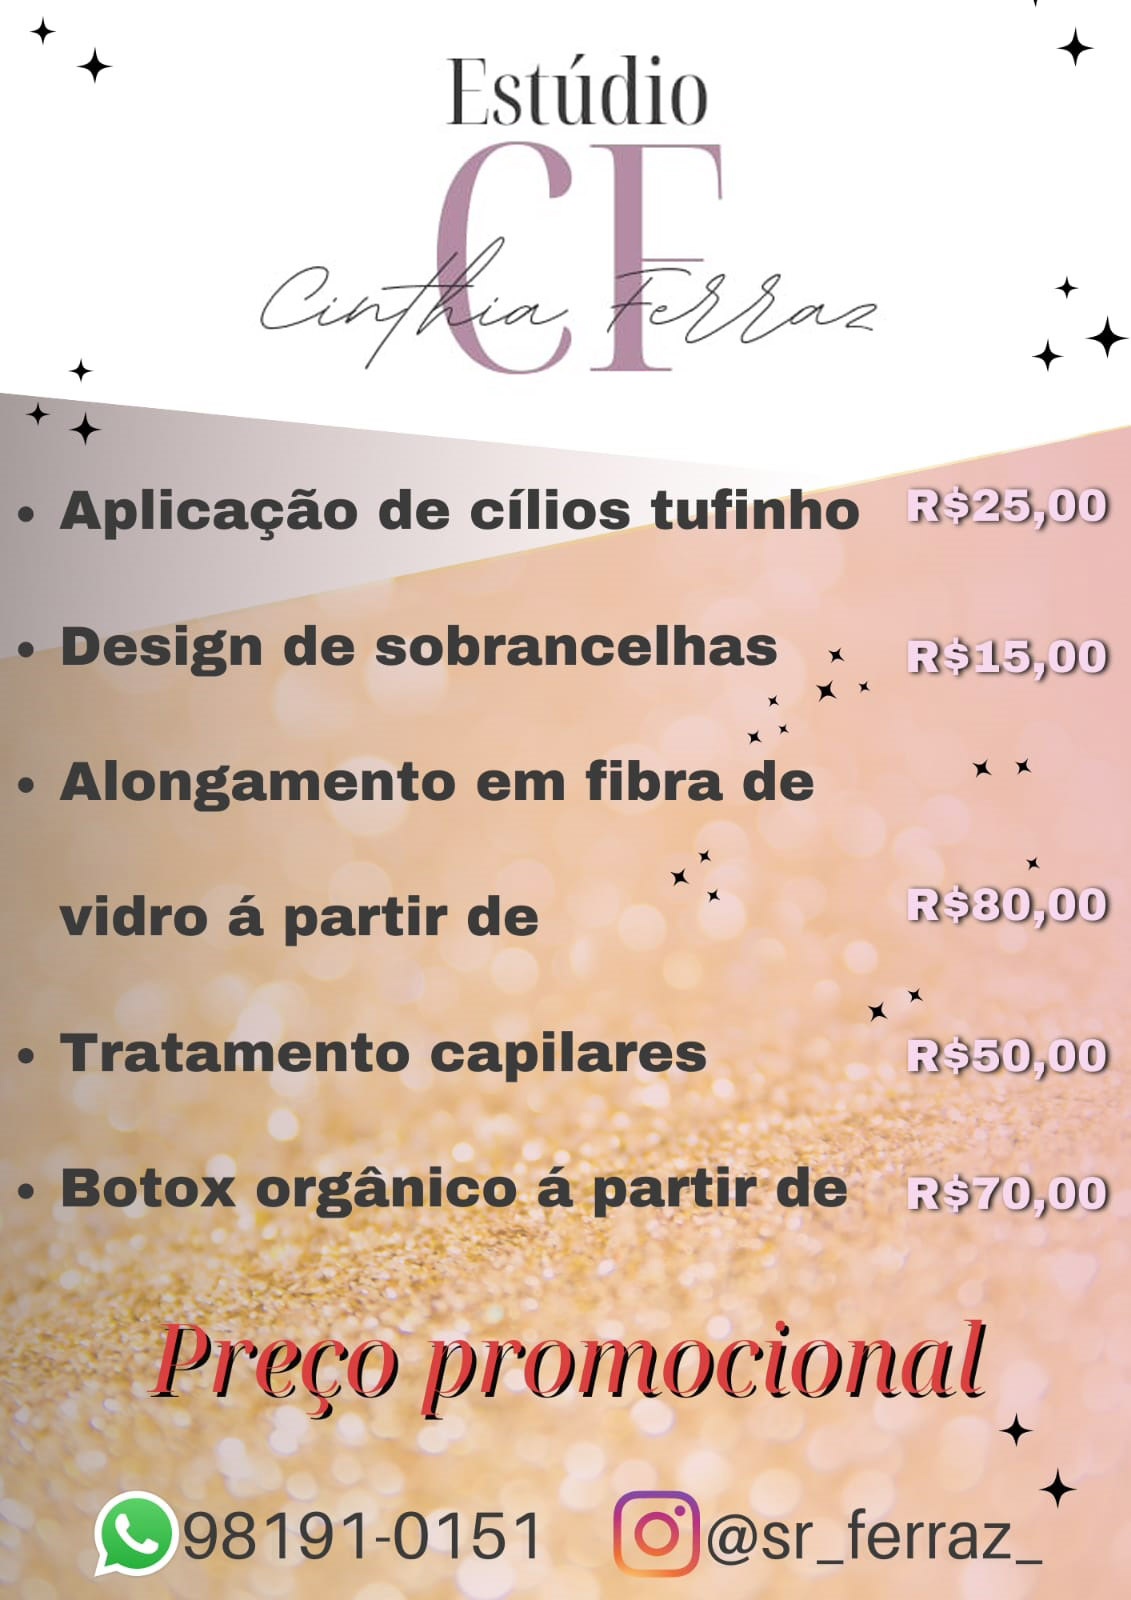 Estúdio
CF
Cinthia Ferraz
• Aplicação de cílios tufinho R$25,00
• Design de sobrancelhas R$15,00
• Alongamento em fibra de
vidro á partir de R$80,00
• Tratamento capilares R$50,00
• Botox orgânico á partir de R$70,00
Preço promocional
98191-0151 @sr_ferraz_